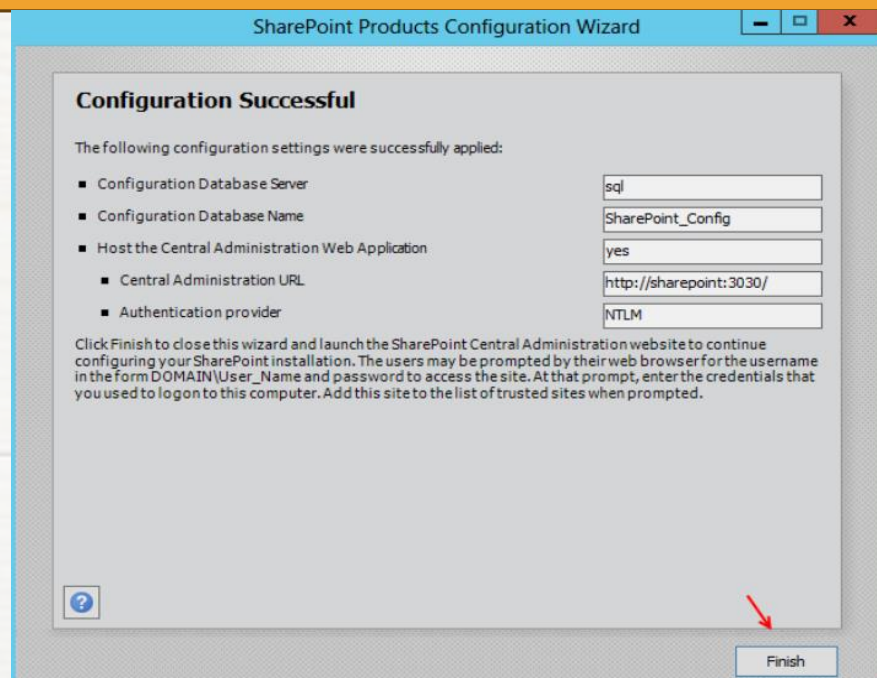 SharePoint Products Configuration Wizard
Configuration Successful
The following configuration settings were successfully applied:
Configuration Database Server sql
Configuration Database Name SharePoint_Config
Host the Central Administration Web Application yes
Central Administration URL http://sharepoint:3030/
Authentication provider NTLM
Click Finish to close this wizard and launch the SharePoint Central Administration website to continue
configuring your SharePoint installation. The users may be prompted by their web browser for the username
in the form DOMAIN\User_Name and password to access the site. At that prompt, enter the credentials that
you used to logon to this computer. Add this site to the list of trusted sites when prompted.
?
Finish